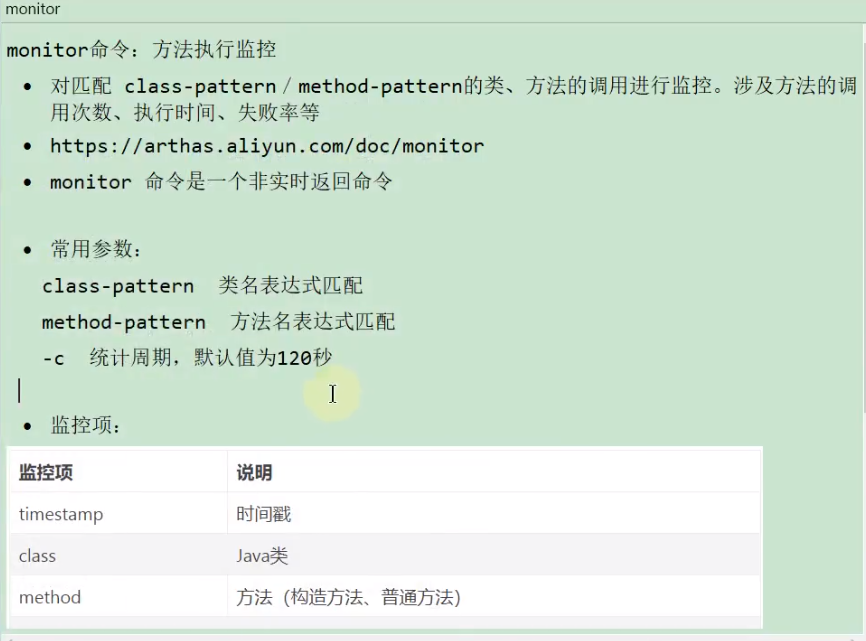 monitor
monitor命令：方法执行监控
• 对匹配 class-pattern／method-pattern的类、方法的调用进行监控。涉及方法的调
用次数、执行时间、失败率等
• https://arthas.aliyun.com/doc/monitor
• monitor 命令是一个非实时返回命令
• 常用参数：
class-pattern 类名表达式匹配
method-pattern 方法名表达式匹配
-c 统计周期，默认值为120秒
• 监控项：
监控项 说明
timestamp 时间戳
class Java类
method 方法（构造方法、普通方法）